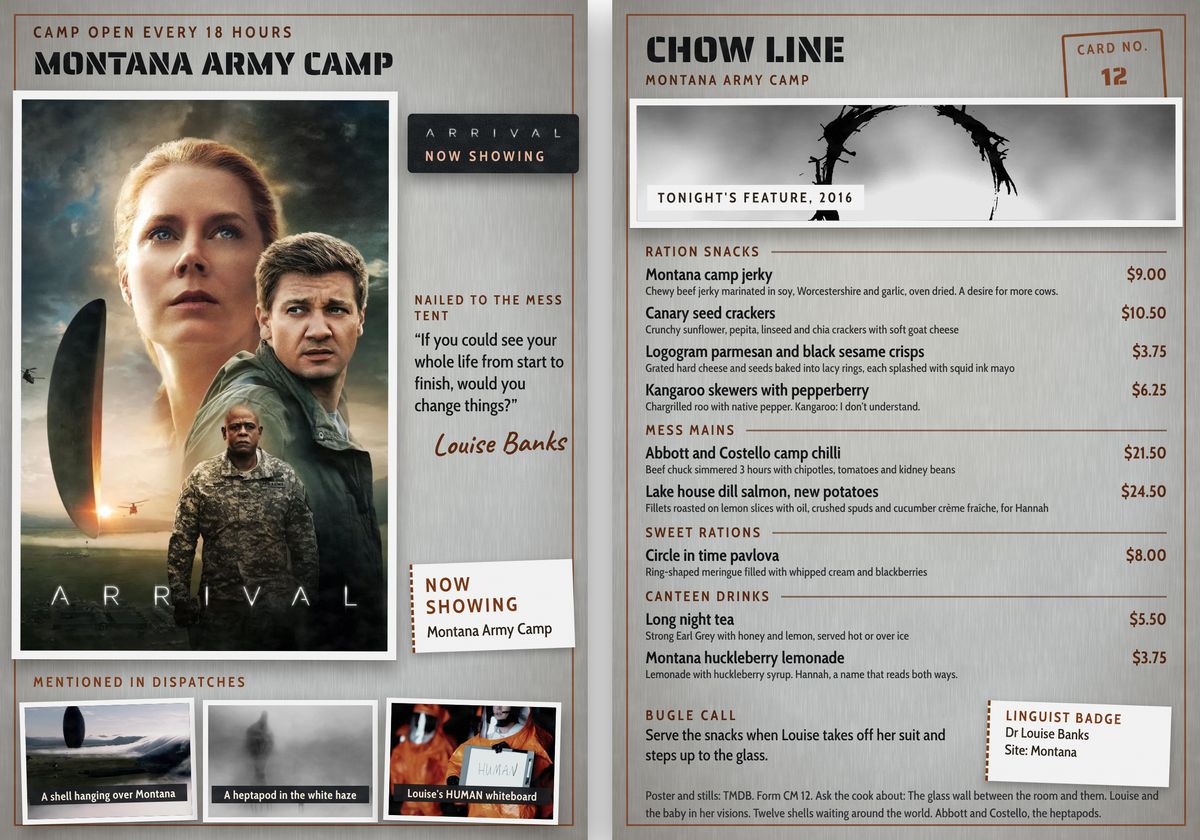 CAMP OPEN EVERY 18 HOURS
MONTANA ARMY CAMP
ARRIVAL
NOW SHOWING
NAILED TO THE MESS
TENT
“If you could see your
whole life from start to
finish, would you
change things?”
Louise Banks
ARRIVAL
NOW
SHOWING
Montana Army Camp
MENTIONED IN DISPATCHES
A shell hanging over Montana
A heptapod in the white haze
HUMAN
Louise's HUMAN whiteboard
CHOW LINE
MONTANA ARMY CAMP
CARD NO.
12
TONIGHT'S FEATURE, 2016
RATION SNACKS
Montana camp jerky $9.00
Chewy beef jerky marinated in soy, Worcestershire and garlic, oven dried. A desire for more cows.
Canary seed crackers $10.50
Crunchy sunflower, pepita, linseed and chia crackers with soft goat cheese
Logogram parmesan and black sesame crisps $3.75
Grated hard cheese and seeds baked into lacy rings, each splashed with squid ink mayo
Kangaroo skewers with pepperberry $6.25
Chargrilled roo with native pepper. Kangaroo: I don't understand.
MESS MAINS
Abbott and Costello camp chilli $21.50
Beef chuck simmered 3 hours with chipotles, tomatoes and kidney beans
Lake house dill salmon, new potatoes $24.50
Fillets roasted on lemon slices with oil, crushed spuds and cucumber crème fraîche, for Hannah
SWEET RATIONS
Circle in time pavlova $8.00
Ring-shaped meringue filled with whipped cream and blackberries
CANTEEN DRINKS
Long night tea $5.50
Strong Earl Grey with honey and lemon, served hot or over ice
Montana huckleberry lemonade $3.75
Lemonade with huckleberry syrup. Hannah, a name that reads both ways.
BUGLE CALL
Serve the snacks when Louise takes off her suit and
steps up to the glass.
LINGUIST BADGE
Dr Louise Banks
Site: Montana
Poster and stills: TMDB. Form CM 12. Ask the cook about: The glass wall between the room and them. Louise and
the baby in her visions. Twelve shells waiting around the world. Abbott and Costello, the heptapods.